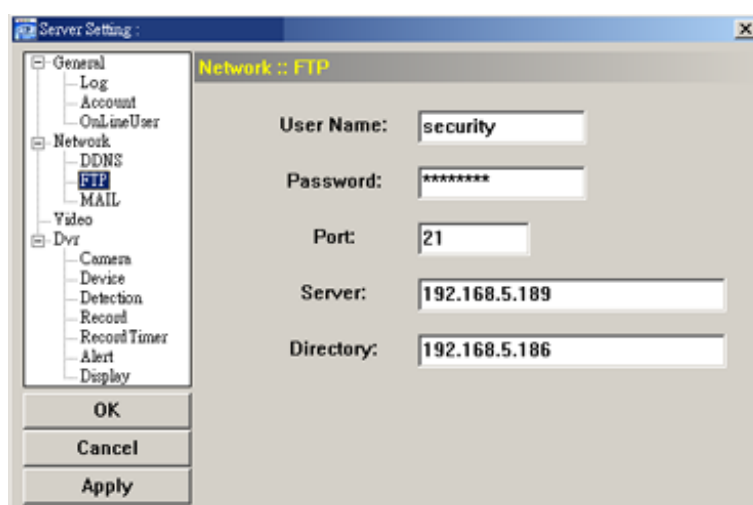 Server Setting :
General
Log
Account
OnLineUser
Network
DDNS
FTP
MAIL
Video
Dvr
Camera
Device
Detection
Record
RecordTimer
Alert
Display
OK
Cancel
Apply
Network :: FTP
User Name: security
Password: ********
Port: 21
Server: 192.168.5.189
Directory: 192.168.5.186